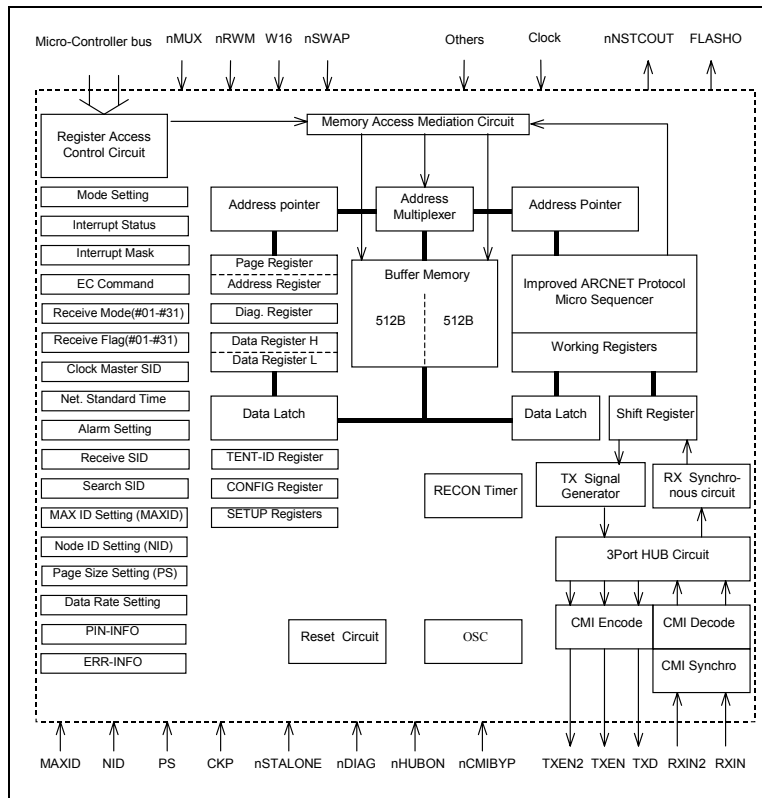 Micro-Controller bus nMUX nRWM W16 nSWAP Others Clock nNSTCOUT FLASHO
Register Access
Control Circuit
Memory Access Mediation Circuit
Mode Setting
Interrupt Status
Interrupt Mask
EC Command
Receive Mode(#01-#31)
Receive Flag(#01-#31)
Clock Master SID
Net. Standard Time
Alarm Setting
Receive SID
Search SID
MAX ID Setting (MAXID)
Node ID Setting (NID)
Page Size Setting (PS)
Data Rate Setting
PIN-INFO
ERR-INFO
Address pointer
Address
Multiplexer
Address Pointer
Page Register
Address Register
Diag. Register
Data Register H
Data Register L
Data Latch
TENT-ID Register
CONFIG Register
SETUP Registers
Buffer Memory
512B 512B
Improved ARCNET Protocol
Micro Sequencer
Working Registers
Data Latch
Shift Register
RECON Timer
TX Signal
Generator
RX Synchro-
nous circuit
3Port HUB Circuit
CMI Encode
CMI Decode
CMI Synchro
Reset Circuit
OSC
MAXID NID PS CKP nSTALONE nDIAG nHUBON nCMIBYP TXEN2 TXEN TXD RXIN2 RXIN